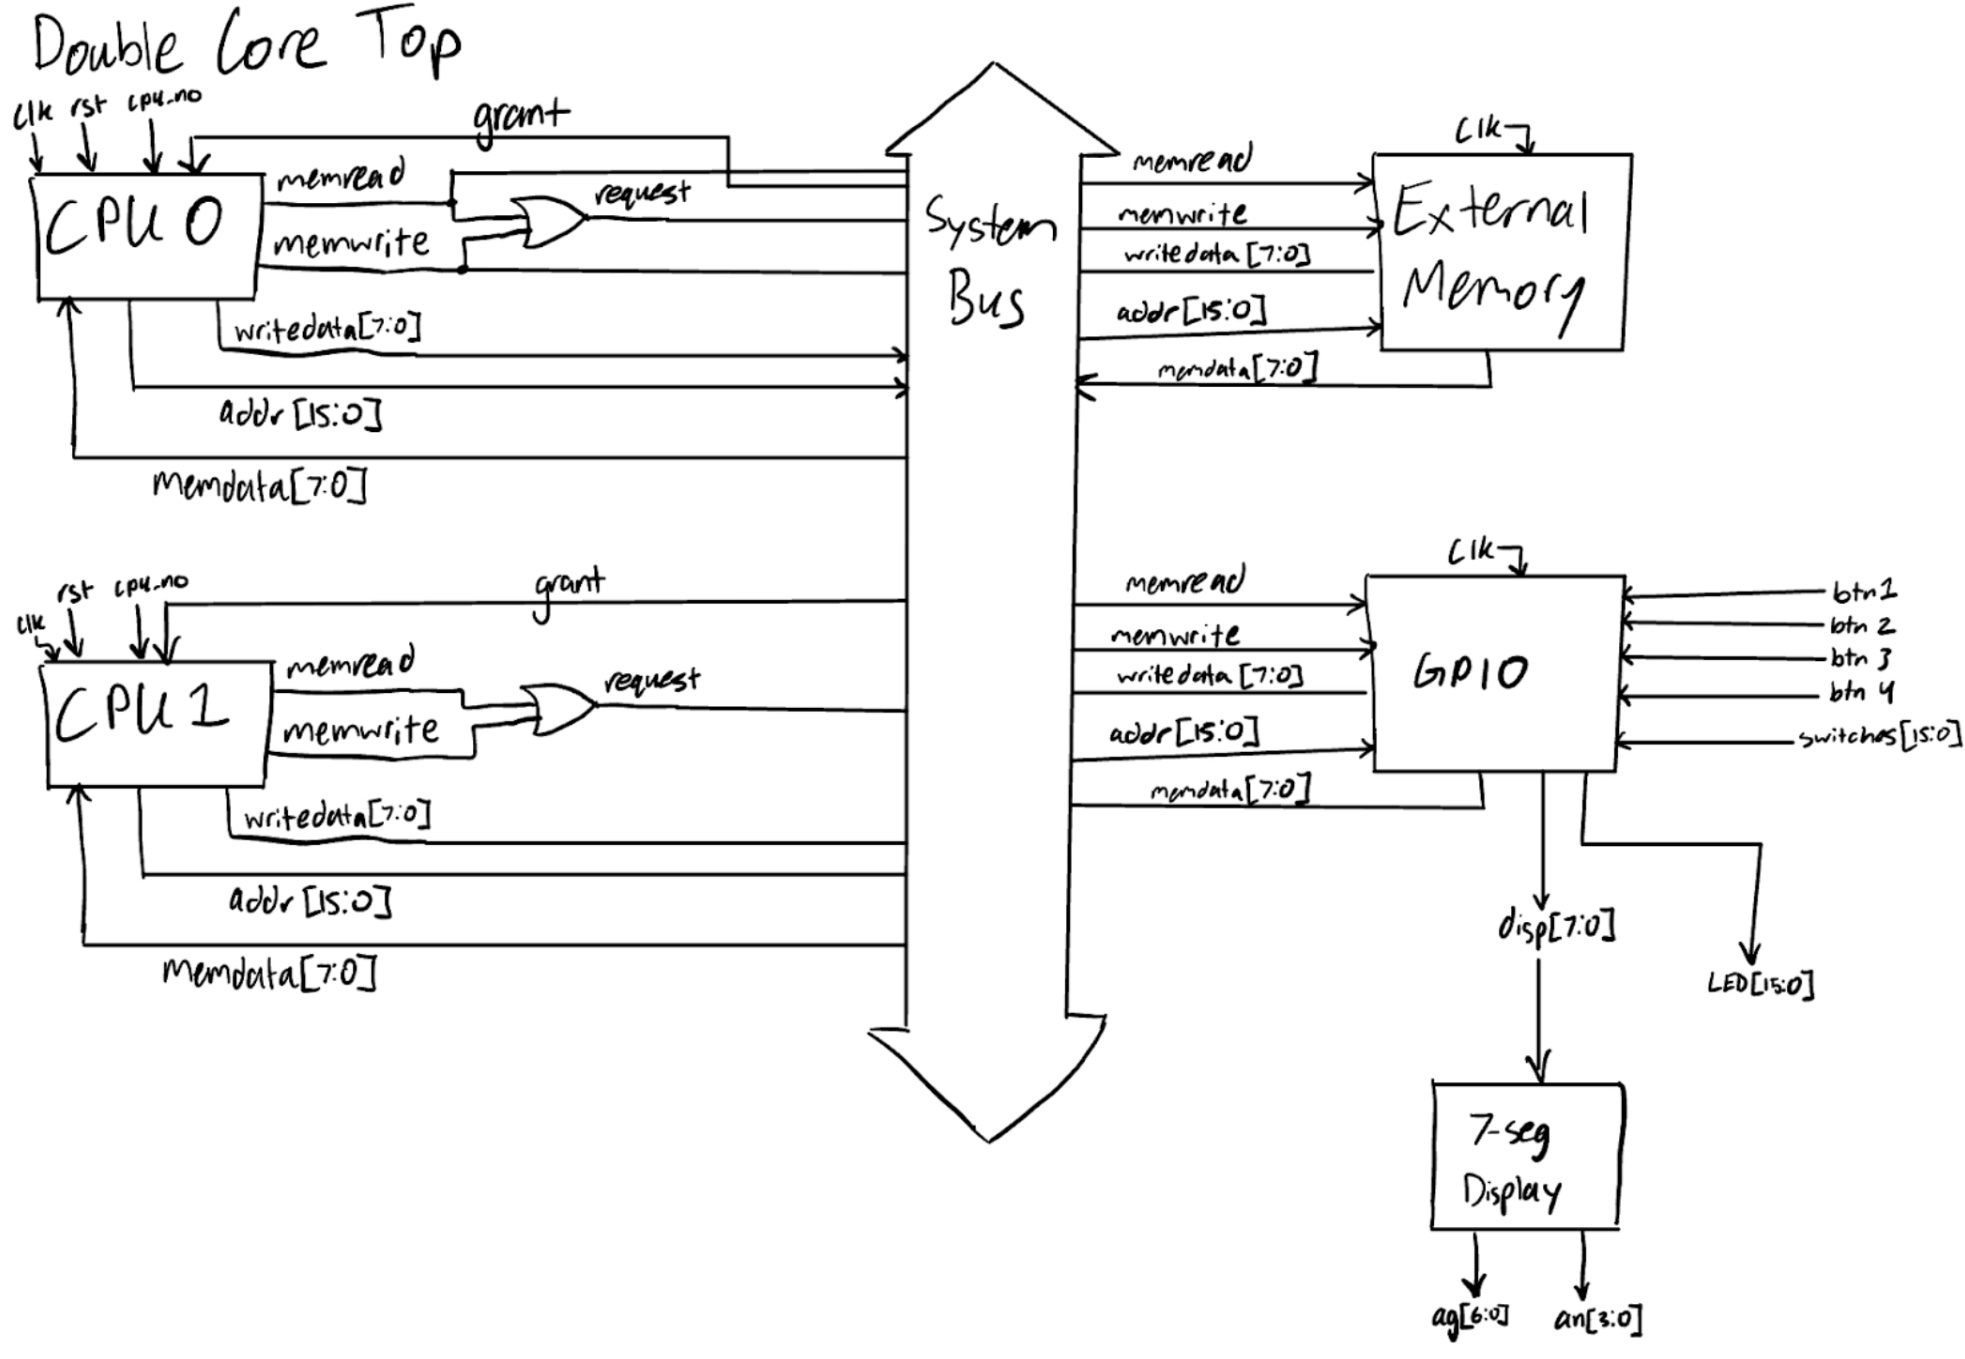 Double Core Top
clk rst cpu_no
grant
CPU 0
memread
memwrite
request
writedata[7:0]
addr[15:0]
memdata[7:0]
rst cpu_no
clk
grant
CPU 1
memread
memwrite
request
writedata[7:0]
addr[15:0]
memdata[7:0]
System
Bus
clk
memread
memwrite
writedata[7:0]
addr[15:0]
memdata[7:0]
External
Memory
clk
memread
memwrite
writedata[7:0]
addr[15:0]
memdata[7:0]
GPIO
btn1
btn 2
btn 3
btn 4
switches[15:0]
disp[7:0]
LED[15:0]
7-seg
Display
ag[6:0]
an[3:0]